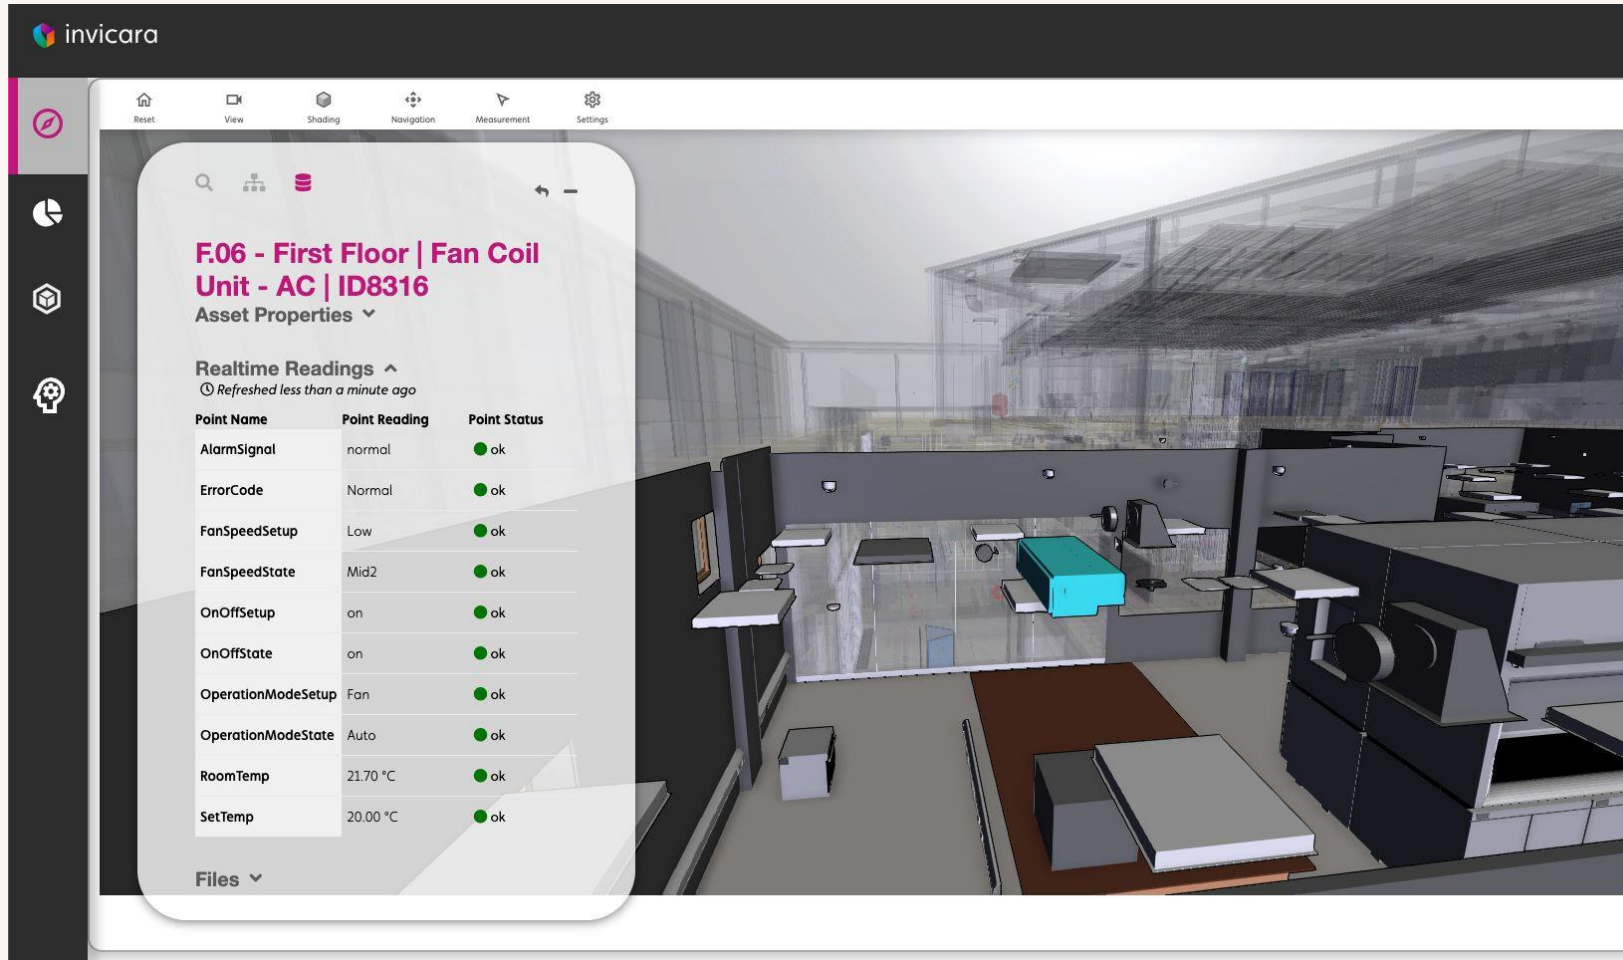 invicara
Reset View Shading Navigation Measurement Settings
F.06 - First Floor | Fan Coil
Unit - AC | ID8316
Asset Properties
Realtime Readings
Refreshed less than a minute ago
Point Name Point Reading Point Status
AlarmSignal normal ok
ErrorCode Normal ok
FanSpeedSetup Low ok
FanSpeedState Mid2 ok
OnOffSetup on ok
OnOffState on ok
OperationModeSetup Fan ok
OperationModeState Auto ok
RoomTemp 21.70 °C ok
SetTemp 20.00 °C ok
Files